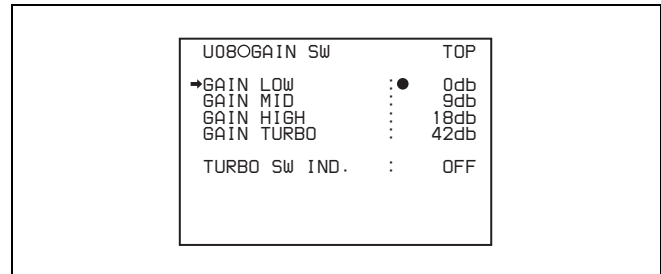 U08OGAIN SW TOP
➡GAIN LOW :● 0db
GAIN MID : 9db
GAIN HIGH : 18db
GAIN TURBO : 42db
TURBO SW IND. : OFF